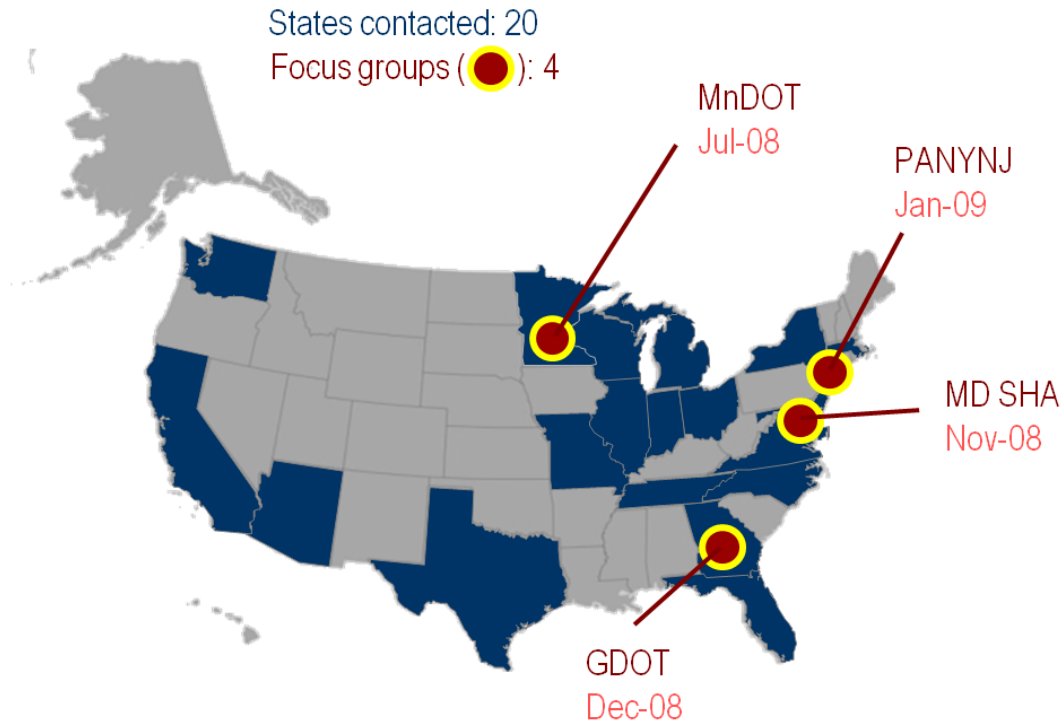 States contacted: 20
Focus groups ( ): 4
MnDOT
Jul-08
PANYNJ
Jan-09
MD SHA
Nov-08
GDOT
Dec-08